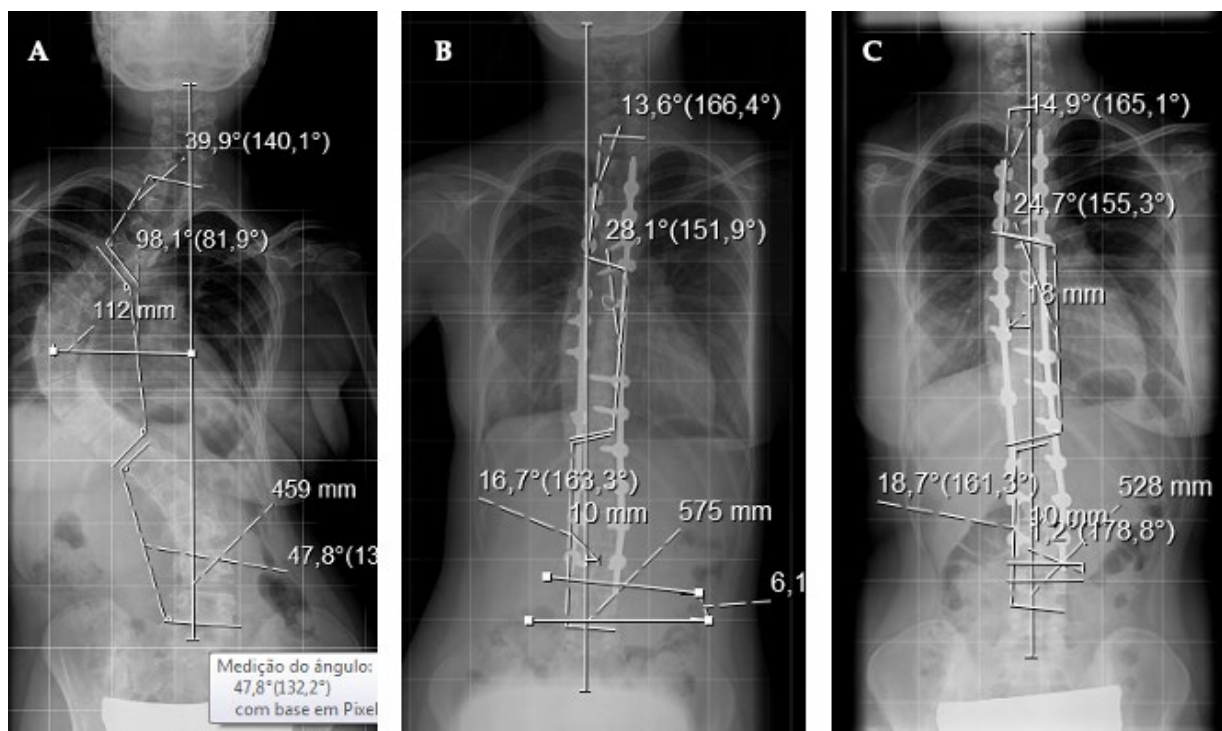 A
39,9°(140,1°)
98,1°(81,9°)
112 mm
459 mm
47,8°(13
Medição do ângulo:
47,8°(132,2°)
com base em Pixel
B
13,6°(166,4°)
28,1°(151,9°)
16,7°(163,3°)
10 mm
575 mm
6,1
C
14,9°(165,1°)
24,7°(155,3°)
18 mm
18,7°(161,3°)
528 mm
10 mm
1,2°(178,8°)